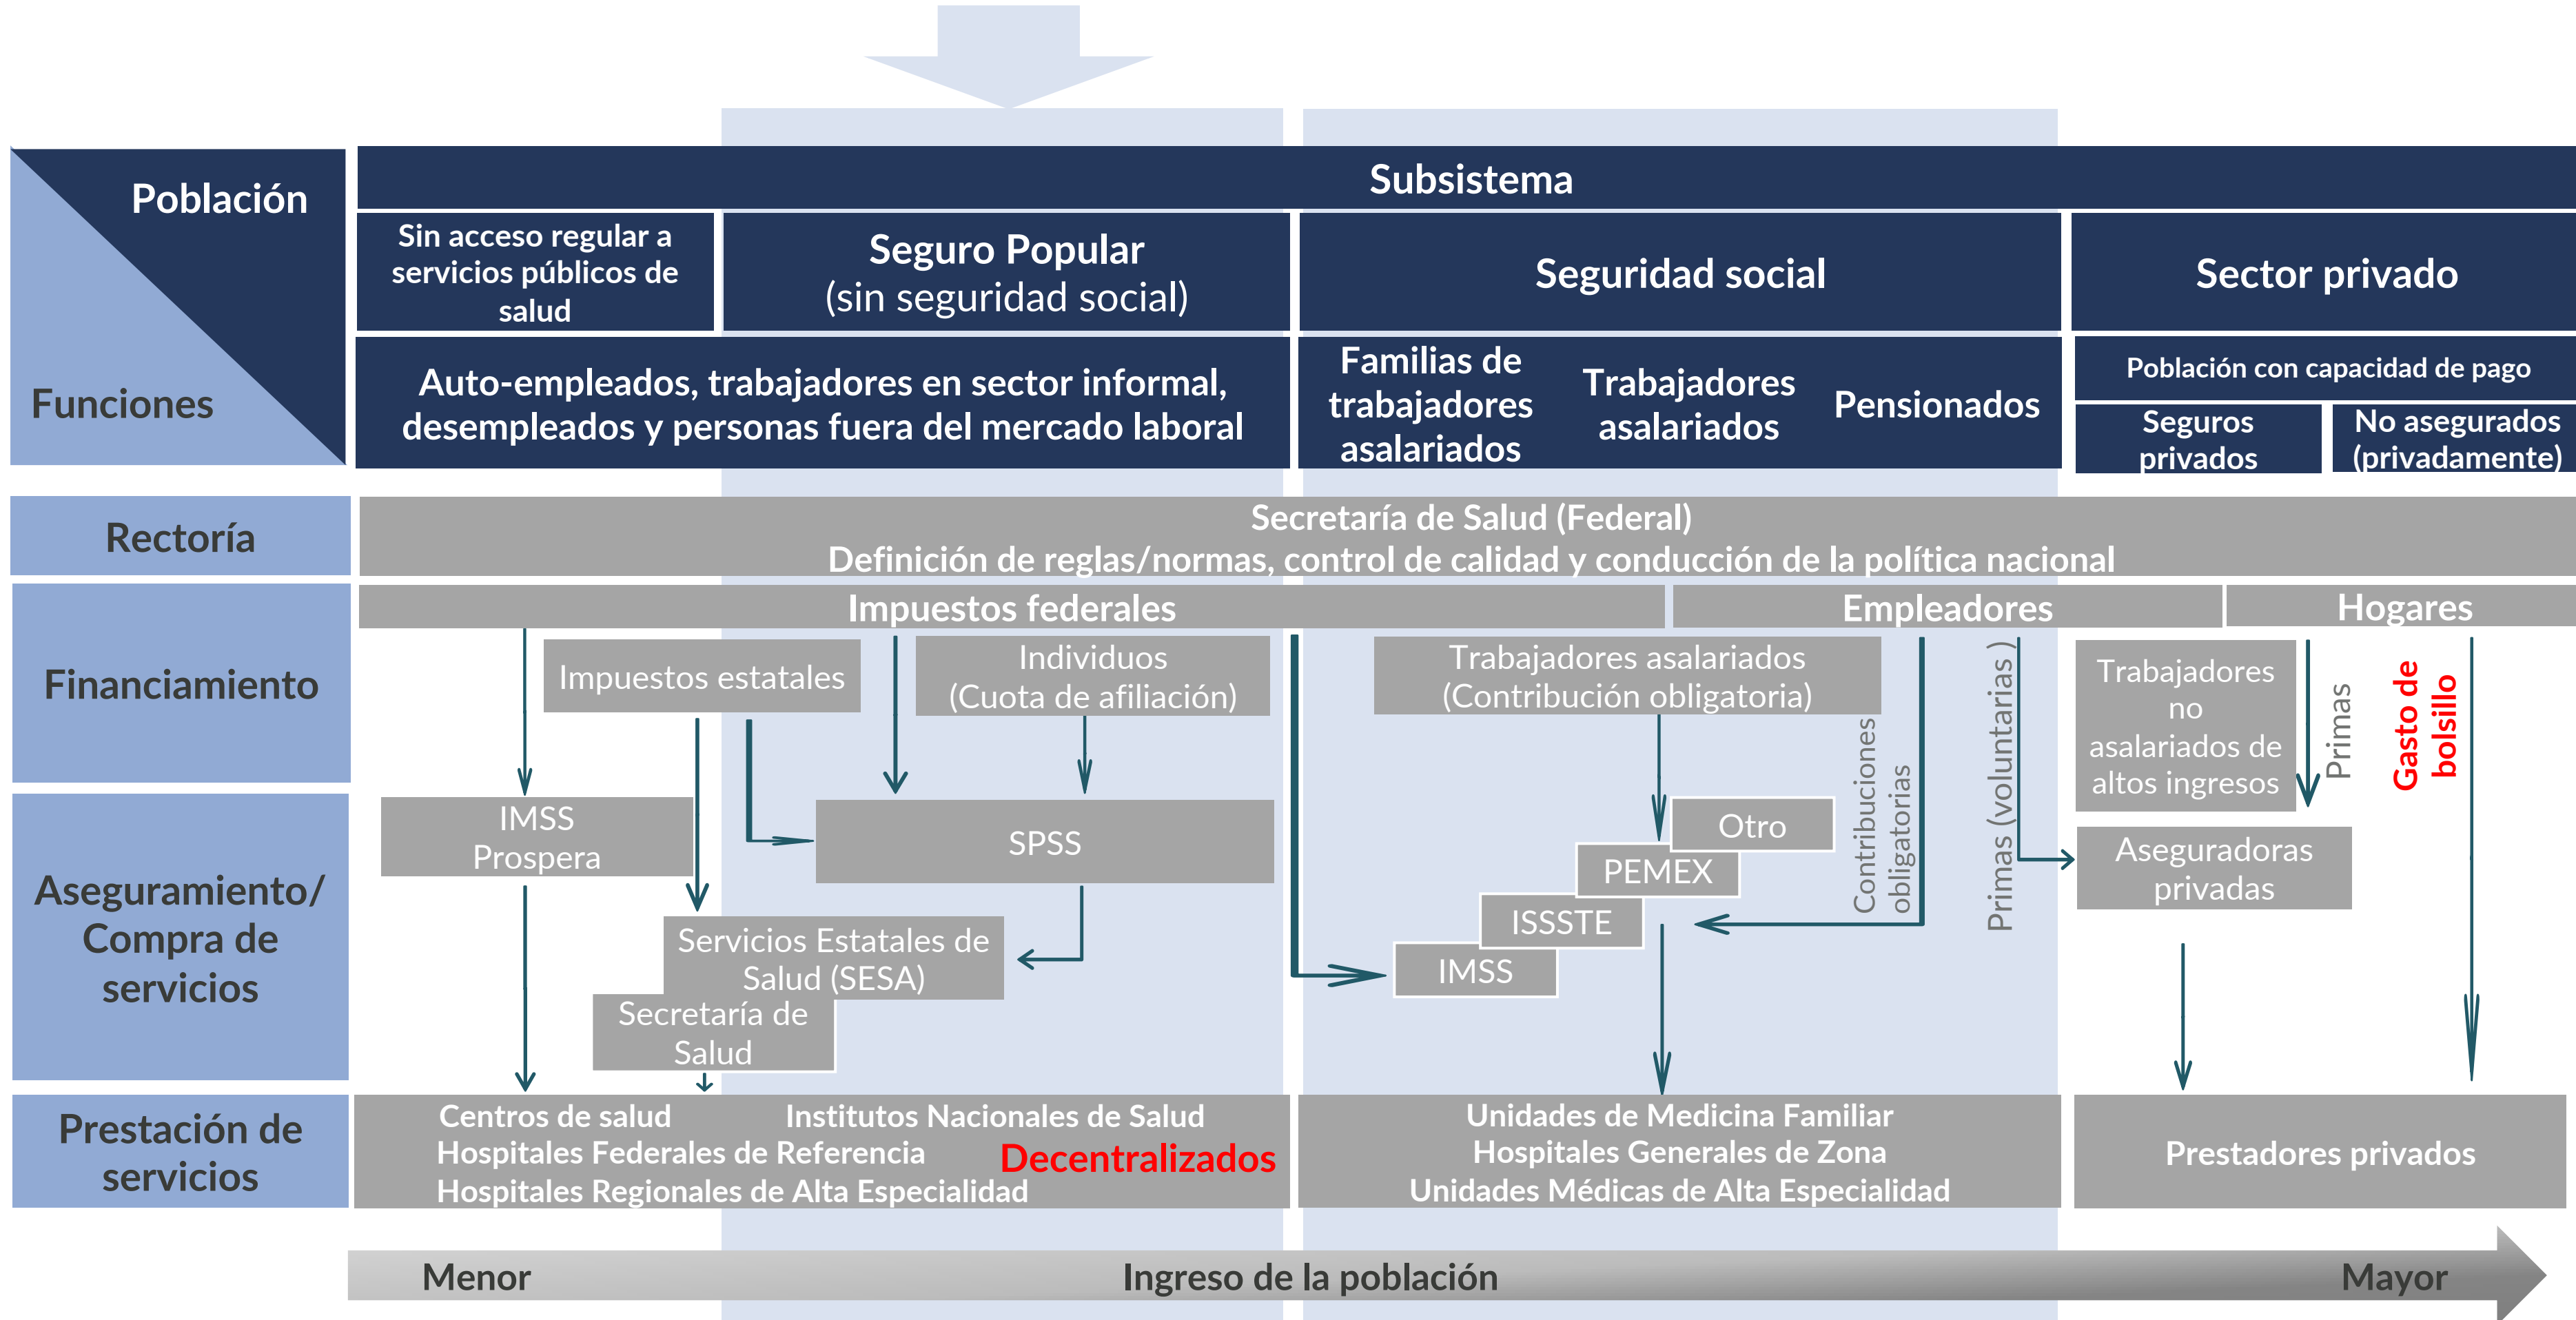 Población
Funciones
Subsistema
Sin acceso regular a
servicios públicos de
salud
Seguro Popular
(sin seguridad social)
Seguridad social
Sector privado
Auto-empleados, trabajadores en sector informal,
desempleados y personas fuera del mercado laboral
Familias de
trabajadores
asalariados
Trabajadores
asalariados
Pensionados
Población con capacidad de pago
Seguros
privados
No asegurados
(privadamente)
Rectoría
Secretaría de Salud (Federal)
Definición de reglas/normas, control de calidad y conducción de la política nacional
Financiamiento
Impuestos federales
Empleadores
Hogares
Impuestos estatales
Individuos
(Cuota de afiliación)
Trabajadores asalariados
(Contribución obligatoria)
Contribuciones
obligatorias
Primas (voluntarias )
Trabajadores
no
asalariados de
altos ingresos
Primas
Gasto de
bolsillo
Aseguramiento/
Compra de
servicios
IMSS
Prospera
SPSS
Servicios Estatales de
Salud (SESA)
Secretaría de
Salud
Otro
PEMEX
ISSSTE
IMSS
Aseguradoras
privadas
Prestación de
servicios
Centros de salud
Institutos Nacionales de Salud
Hospitales Federales de Referencia
Decentralizados
Hospitales Regionales de Alta Especialidad
Unidades de Medicina Familiar
Hospitales Generales de Zona
Unidades Médicas de Alta Especialidad
Prestadores privados
Menor
Ingreso de la población
Mayor